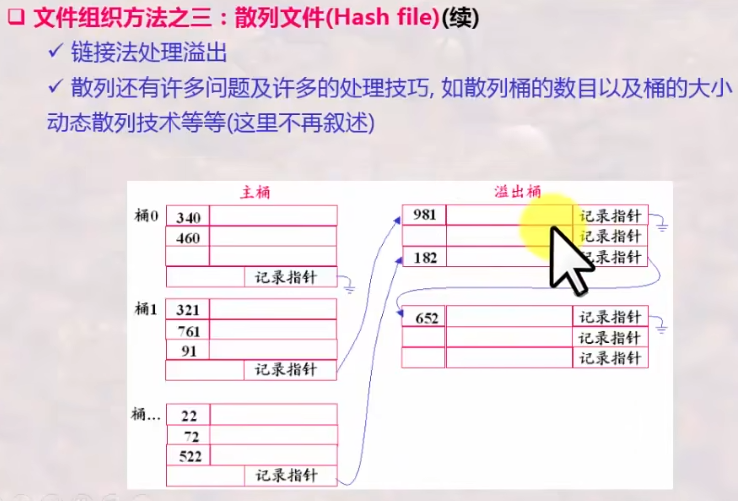 文件组织方法之三：散列文件(Hash file)(续)
链接法处理溢出
散列还有许多问题及许多的处理技巧, 如散列桶的数目以及桶的大小
动态散列技术等等(这里不再叙述)
主桶
桶0
340
460
记录指针
桶1
321
761
91
记录指针
桶...
22
72
522
记录指针
溢出桶
981 记录指针
记录指针
182 记录指针
652 记录指针
记录指针
记录指针